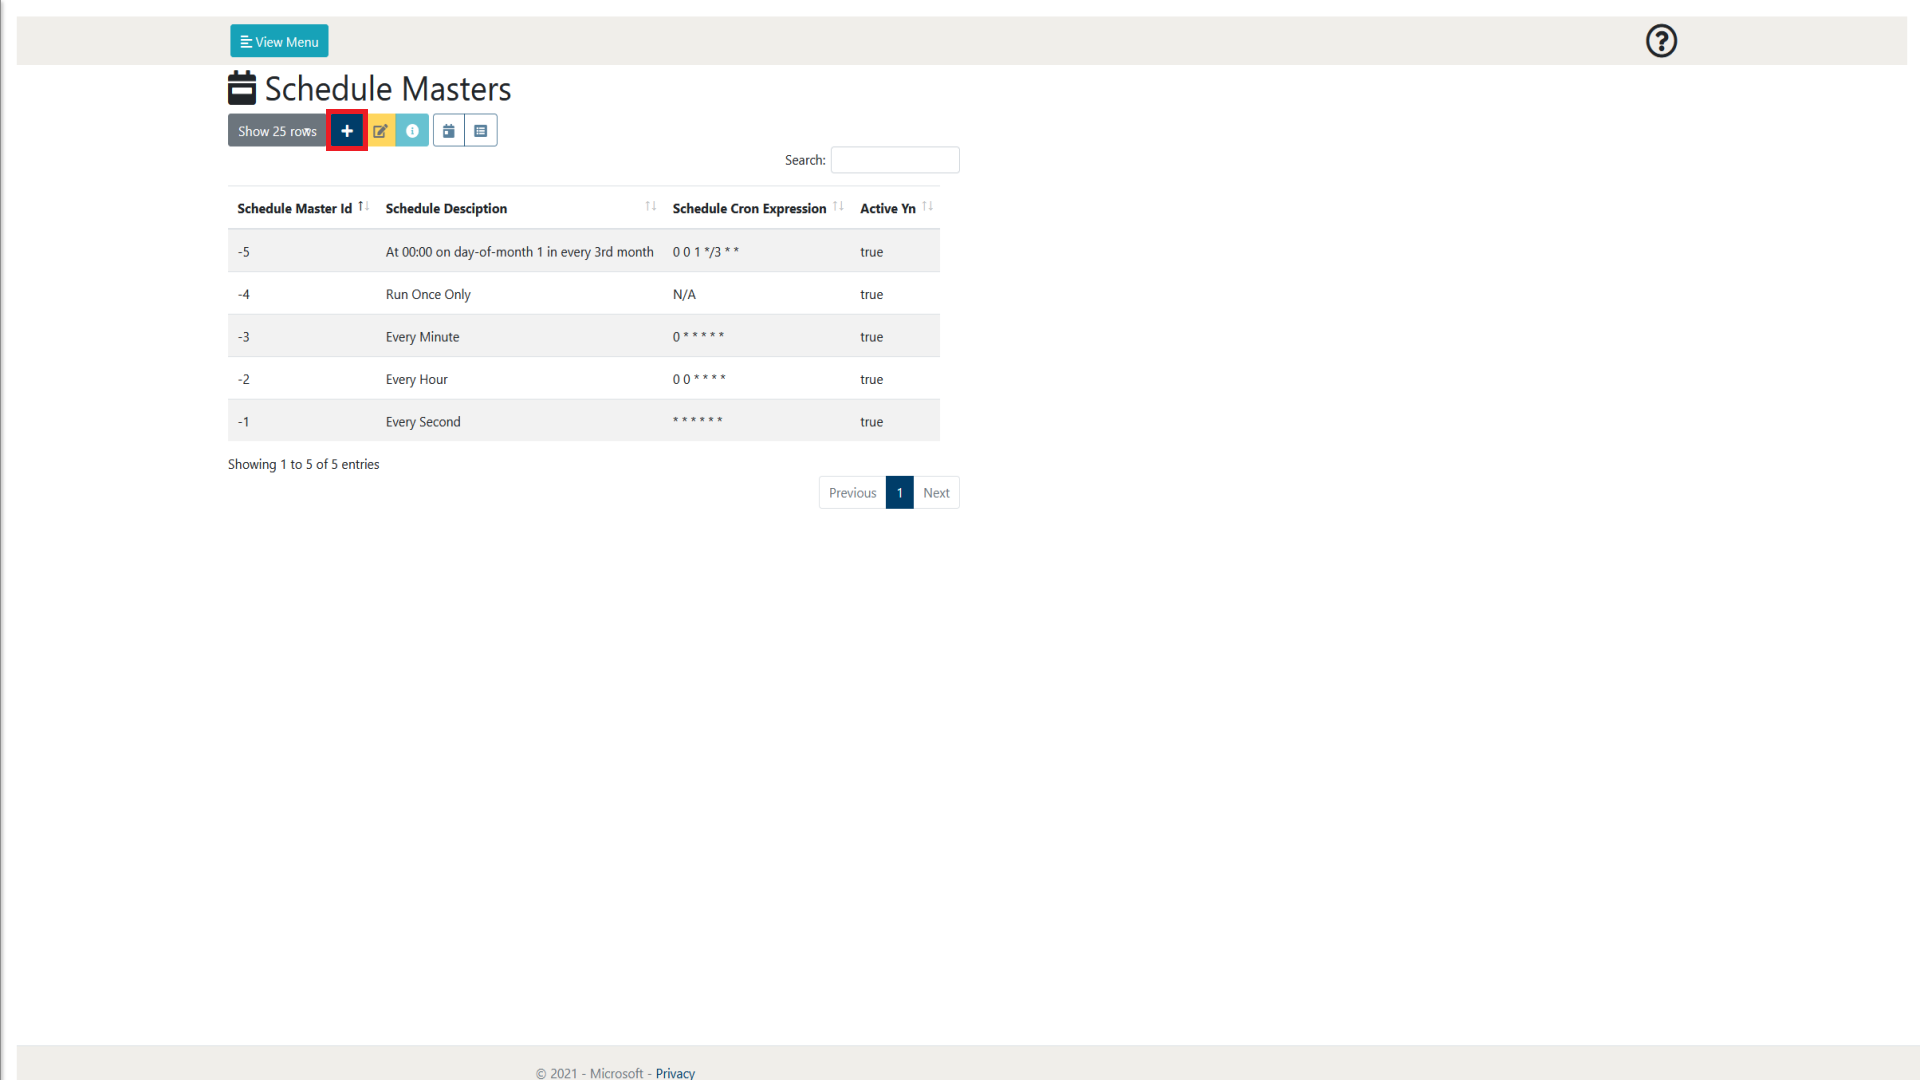 View Menu
Schedule Masters
Show 25 rows
Search:
Schedule Master Id Schedule Desciption Schedule Cron Expression Active Yn
-5 At 00:00 on day-of-month 1 in every 3rd month 0 0 1 */3 * * true
-4 Run Once Only N/A true
-3 Every Minute 0 * * * * * true
-2 Every Hour 0 0 * * * * true
-1 Every Second * * * * * * true
Showing 1 to 5 of 5 entries
Previous 1 Next
© 2021 - Microsoft - Privacy